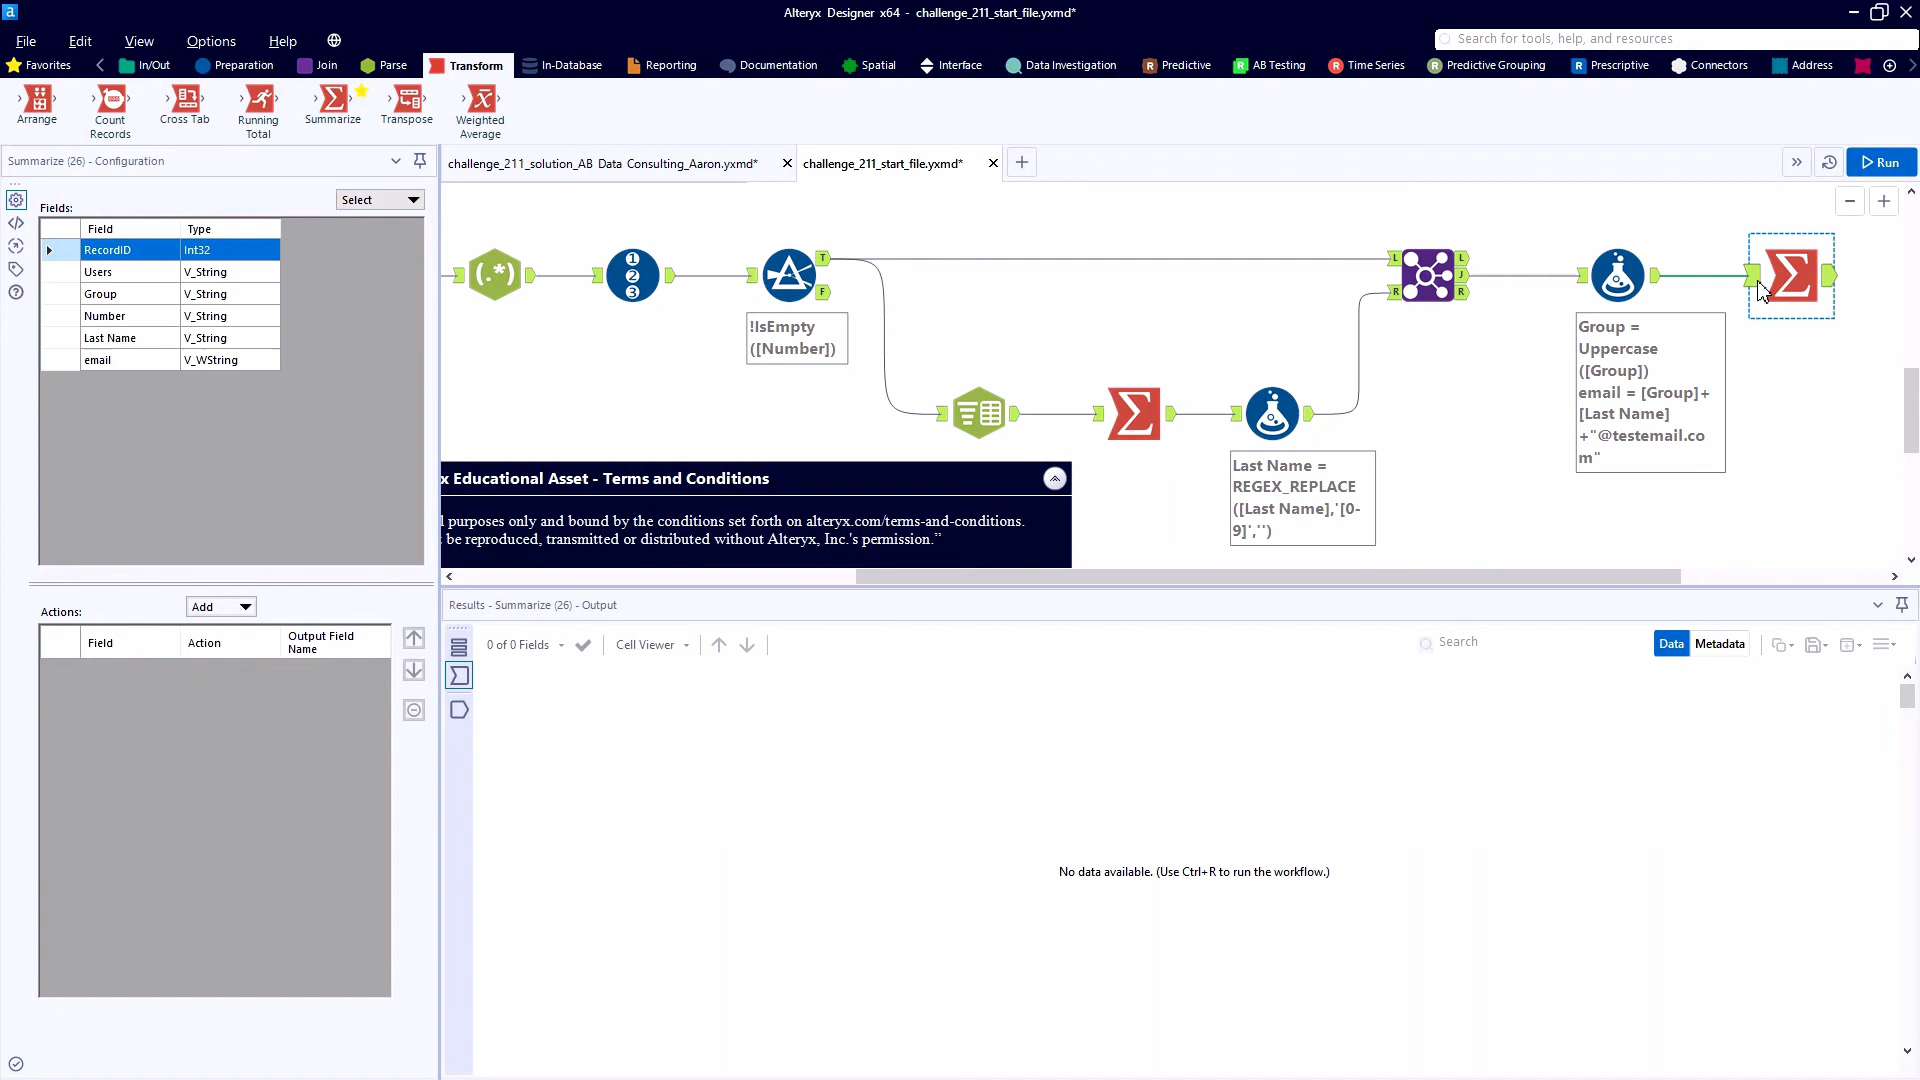 a
Alteryx Designer x64 - challenge_211_start_file.yxmd*
File Edit View Options Help
Search for tools, help, and resources
Favorites In/Out Preparation Join Parse Transform In-Database Reporting Documentation Spatial Interface Data Investigation Predictive AB Testing Time Series Predictive Grouping Prescriptive Connectors Address
Arrange
Count
Records
Cross Tab
Running
Total
Summarize
Transpose
Weighted
Average
Summarize (26) - Configuration
challenge_211_solution_AB Data Consulting_Aaron.yxmd*
challenge_211_start_file.yxmd*
Run
Fields:
Select
Field Type
RecordID Int32
Users V_String
Group V_String
Number V_String
Last Name V_String
email V_WString
(.*)
1
2
3
T
F
!IsEmpty
([Number])
L
R
L
J
R
Group =
Uppercase
([Group])
email = [Group]+
[Last Name]
+"@testemail.co
m"
Last Name =
REGEX_REPLACE
([Last Name],'[0-
9]','')
x Educational Asset - Terms and Conditions
l purposes only and bound by the conditions set forth on alteryx.com/terms-and-conditions.
t be reproduced, transmitted or distributed without Alteryx, Inc.'s permission.”
Actions:
Add
Field Action
Output Field
Name
Results - Summarize (26) - Output
0 of 0 Fields
Cell Viewer
Search
Data
Metadata
No data available. (Use Ctrl+R to run the workflow.)